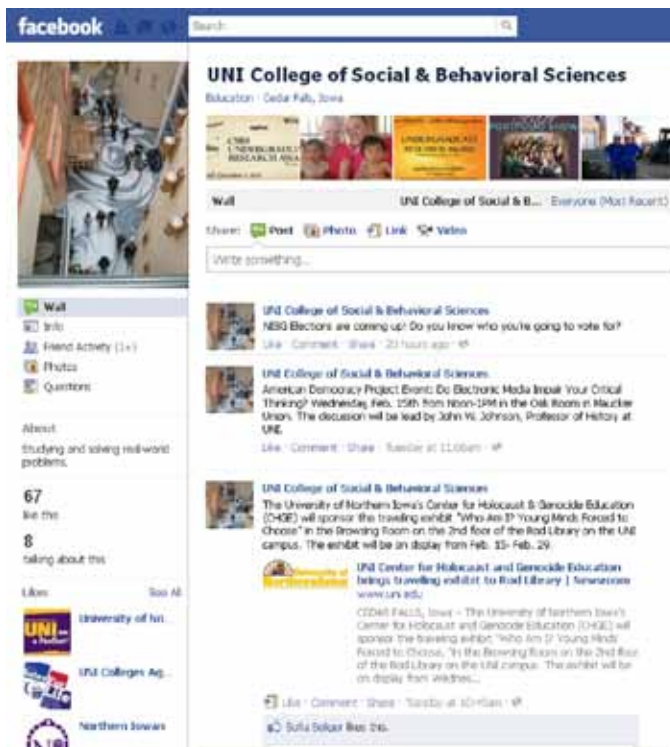 facebook
Search
UNI College of Social & Behavioral Sciences
Education · Cedar Falls, Iowa
CSBS
UNDERGRADUATE
RESEARCH AWA
Wall
UNI College of Social & B... · Everyone (Most Recent)
Share: Post Photo Link Video
Write something...
Wall
Info
Friend Activity (1+)
Photos
Questions
About
Studying and solving real-world
problems.
67
like this
8
talking about this
Likes
See All
UNI
University of
UNI Colleges Ag...
Northern Iowan
UNI College of Social & Behavioral Sciences
NISG Elections are coming up! Do you know who you're going to vote for?
Like · Comment · Share · 20 hours ago ·
UNI College of Social & Behavioral Sciences
American Democracy Project Event: Do Electronic Media Impair Your Critical
Thinking? Wednesday, Feb. 15th from Noon-1PM in the Oak Room in Maucker
Union. The discussion will be lead by John W. Johnson, Professor of History at
UNI.
Like · Comment · Share · Tuesday at 11:06am ·
UNI College of Social & Behavioral Sciences
The University of Northern Iowa's Center for Holocaust & Genocide Education
(CHGE) will sponsor the traveling exhibit "Who Am I? Young Minds Forced to
Choose" in the Browsing Room on the 2nd floor of the Rod Library on the UNI
campus. The exhibit will be on display from Feb. 15- Feb. 29.
University of
Northern Iowa
UNI Center for Holocaust and Genocide Education
brings traveling exhibit to Rod Library | Newsroom
www.uni.edu
CEDAR FALLS, Iowa – The University of Northern Iowa's
Center for Holocaust and Genocide Education (CHGE) will
sponsor the traveling exhibit, "Who Am I? Young Minds
Forced to Choose, "in the Browsing Room on the 2nd floor
of the Rod Library on the UNI campus. The exhibit will be
on display from Wednes...
Like · Comment · Share · Tuesday at
likes this.